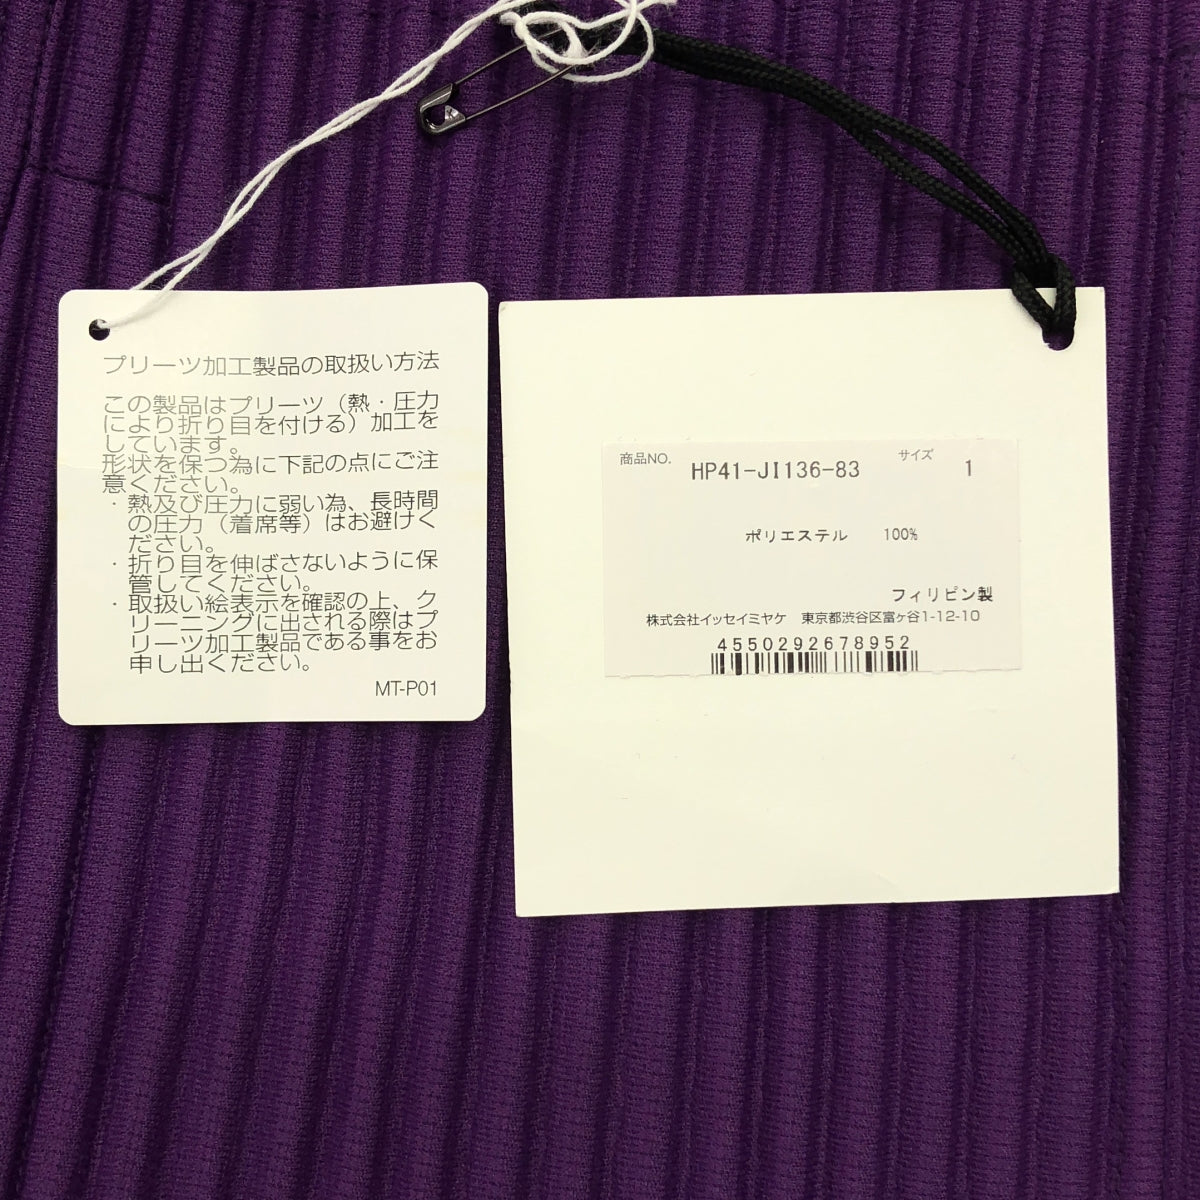 プリーツ加工製品の取扱い方法
この製品はプリーツ（熱・圧力
により折り目を付ける）加工を
しています。
形状を保つ為に下記の点にご注
意ください。
・熱及び圧力に弱い為、長時間
の圧力（着席等）はお避けく
ださい。
・折り目を伸ばさないように保
管してください。
・取扱い絵表示を確認の上、ク
リーニングに出される際はプ
リーツ加工製品である事をお
申し出ください。
MT-P01
商品NO. HP41-JI136-83 サイズ 1
ポリエステル 100%
フィリピン製
株式会社イッセイミヤケ 東京都渋谷区富ヶ谷1-12-10
4550292678952